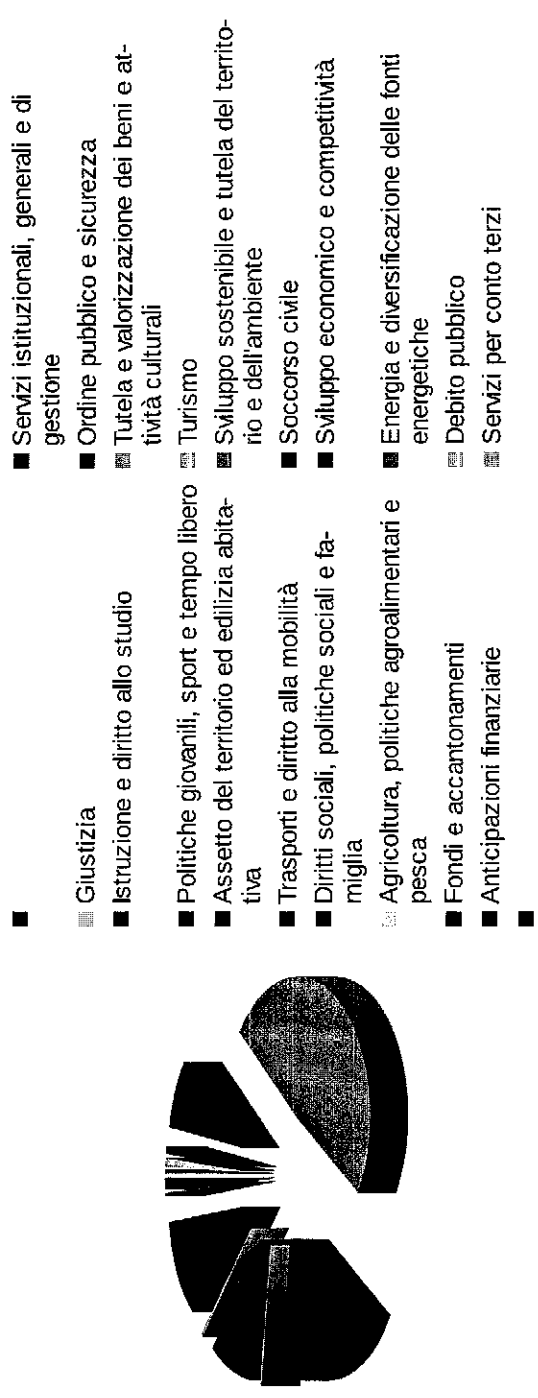 Giustizia
Istruzione e diritto allo studio
Politiche giovanili, sport e tempo libero
Assetto del territorio ed edilizia abita-
tiva
Trasporti e diritto alla mobilità
Diritti sociali, politiche sociali e fa-
miglia
Agricoltura, politiche agroalimentari e
pesca
Fondi e accantonamenti
Anticipazioni finanziarie
Servizi istituzionali, generali e di
gestione
Ordine pubblico e sicurezza
Tutela e valorizzazione dei beni e at-
tività culturali
Turismo
Sviluppo sostenibile e tutela del territo-
rio e dell'ambiente
Soccorso civile
Sviluppo economico e competitività
Energia e diversificazione delle fonti
energetiche
Debito pubblico
Servizi per conto terzi